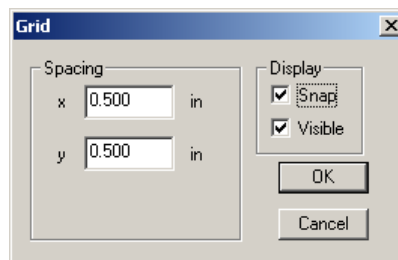 Grid
Spacing
x 0.500 in
y 0.500 in
Display
Snap
Visible
OK
Cancel